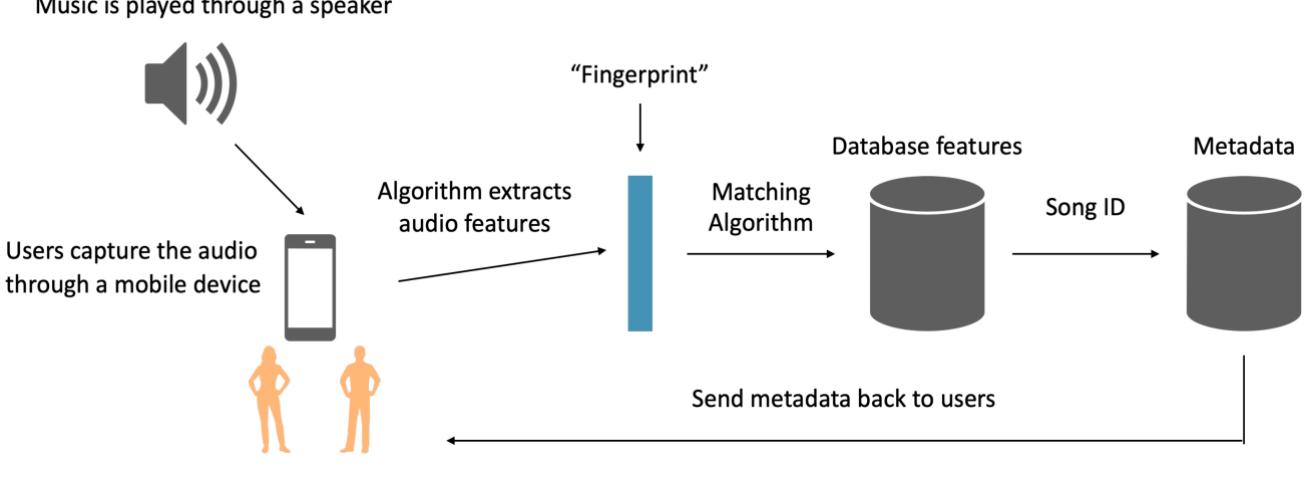 Music is played through a speaker
“Fingerprint”
Database features
Metadata
Algorithm extracts
audio features
Matching
Algorithm
Song ID
Users capture the audio
through a mobile device
Send metadata back to users